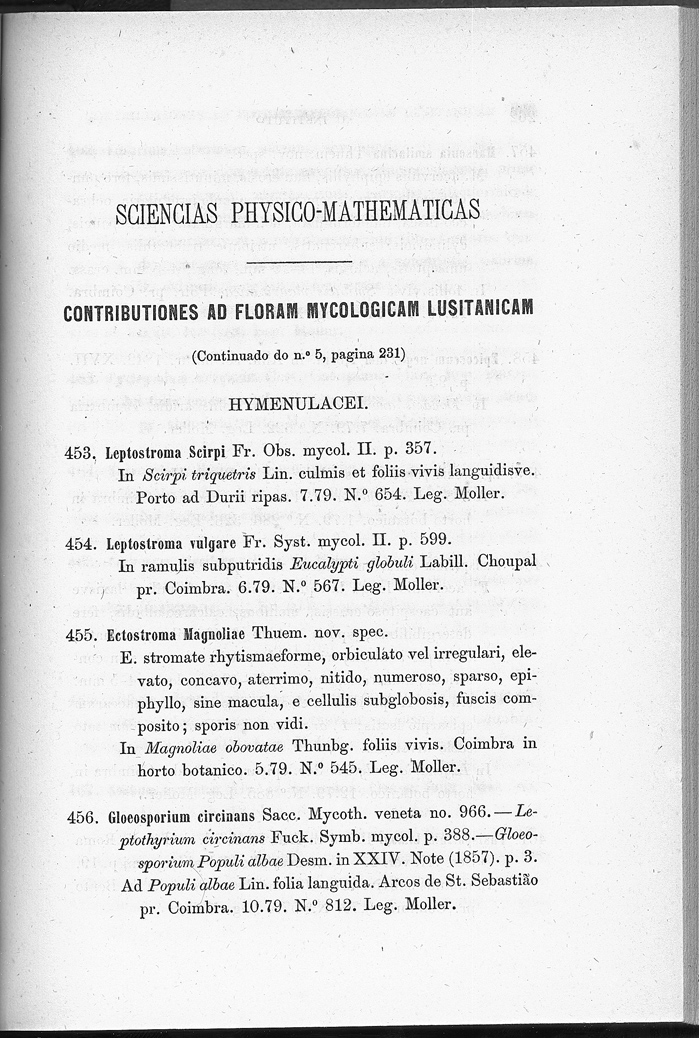 SCIENCIAS PHYSICO-MATHEMATICAS
CONTRIBUTIONES AD FLORAM MYCOLOGICAM LUSITANICAM
(Continuado do n.º 5, pagina 231)
HYMENULACEI.
453. Leptostroma Scirpi Fr. Obs. mycol. II. p. 357.
In Scirpi triquetris Lin. culmis et foliis vivis languidisve.
Porto ad Durii ripas. 7.79. N.º 654. Leg. Moller.
454. Leptostroma vulgare Fr. Syst. mycol. II. p. 599.
In ramulis subputridis Eucalypti globuli Labill. Choupal
pr. Coimbra. 6.79. N.º 567. Leg. Moller.
455. Ectostroma Magnoliae Thuem. nov. spec.
E. stromate rhytismaeforme, orbiculato vel irregulari, ele-
vato, concavo, aterrimo, nitido, numeroso, sparso, epi-
phyllo, sine macula, e cellulis subglobosis, fuscis com-
posito; sporis non vidi.
In Magnoliae obovatae Thunbg. foliis vivis. Coimbra in
horto botanico. 5.79. N.º 545. Leg. Moller.
456. Gloeosporium circinans Sacc. Mycoth. veneta no. 966.—Le-
ptothyrium circinans Fuck. Symb. mycol. p. 388.—Gloeo-
sporium Populi albae Desm. in XXIV. Note (1857). p. 3.
Ad Populi albae Lin. folia languida. Arcos de St. Sebastião
pr. Coimbra. 10.79. N.º 812. Leg. Moller.